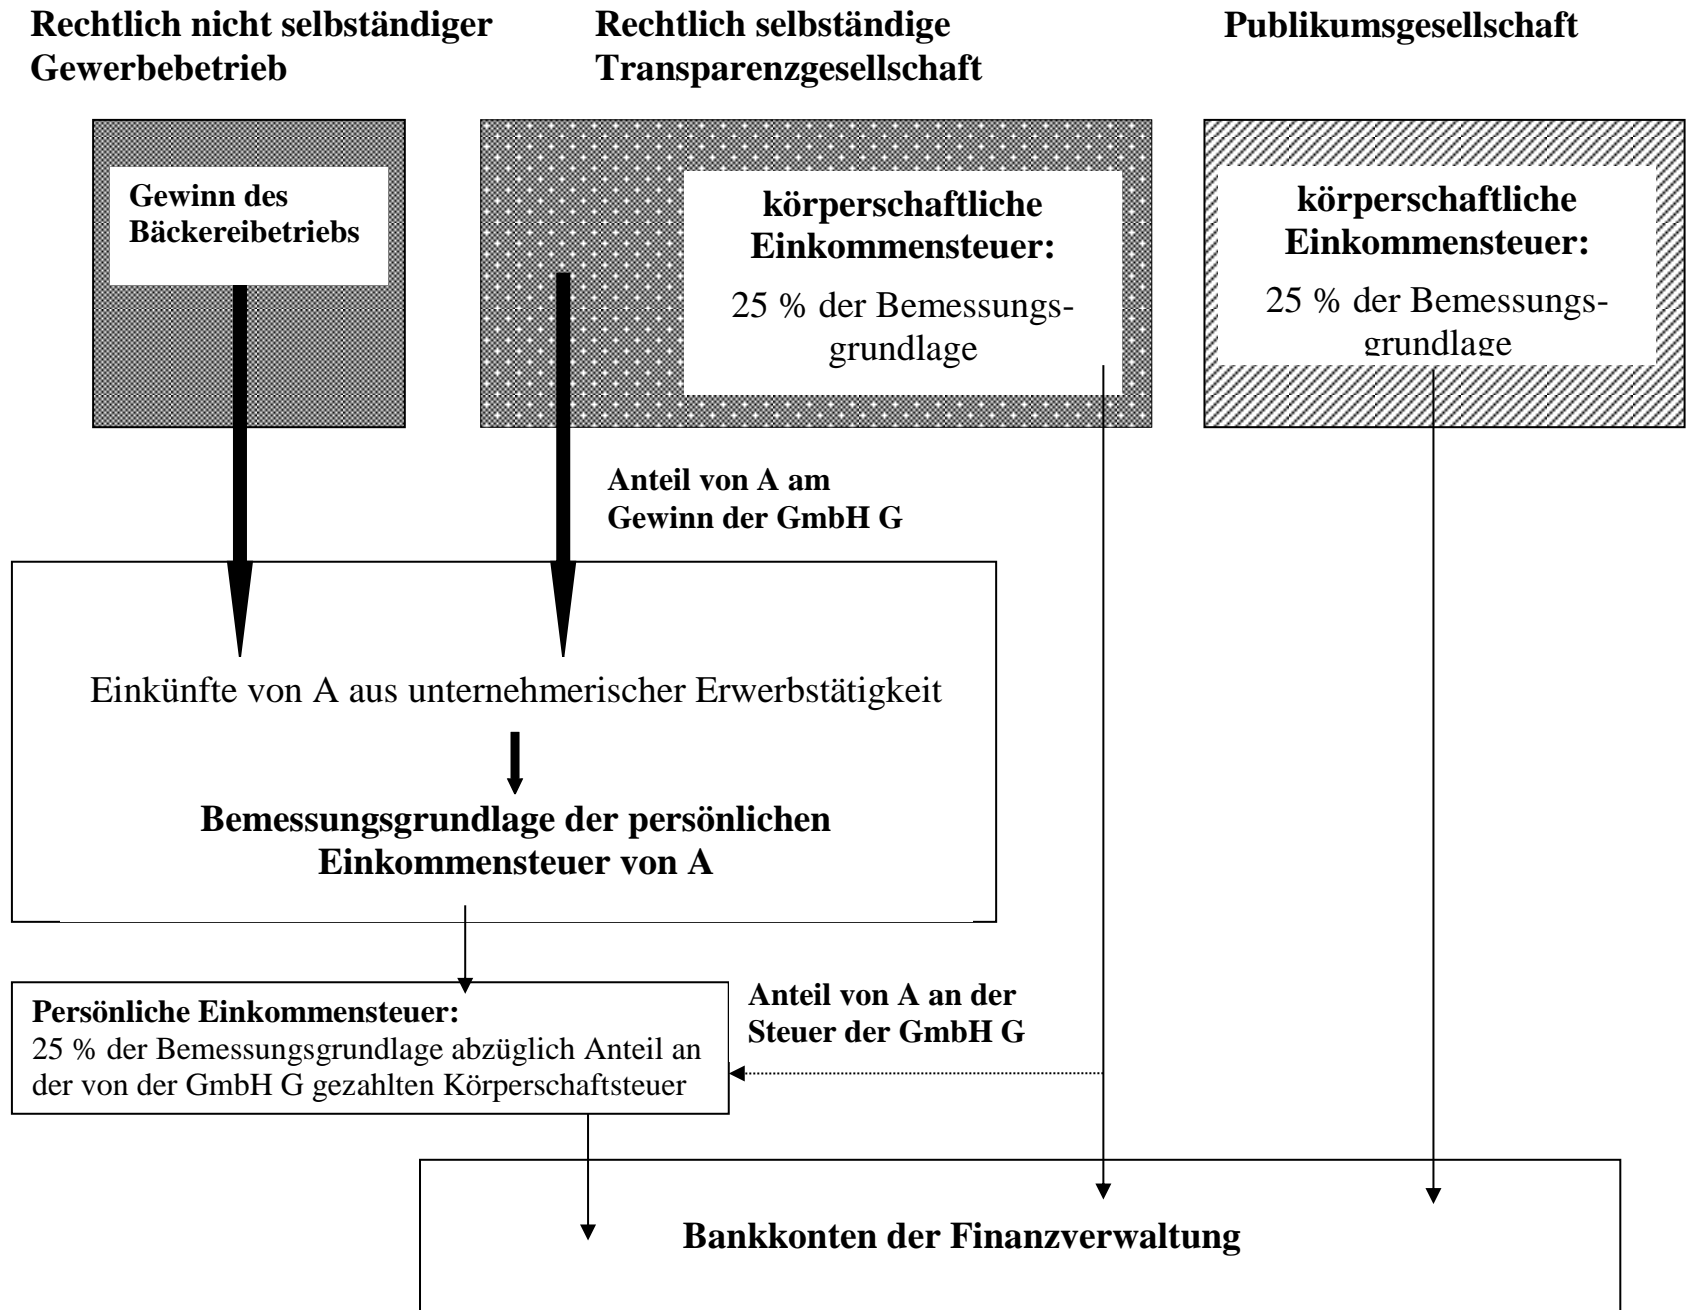 Rechtlich nicht selbständiger
Gewerbebetrieb
Rechtlich selbständige
Transparenzgesellschaft
Publikumsgesellschaft
Gewinn des
Bäckereibetriebs
körperschaftliche
Einkommensteuer:
25 % der Bemessungs-
grundlage
körperschaftliche
Einkommensteuer:
25 % der Bemessungs-
grundlage
Anteil von A am
Gewinn der GmbH G
Einkünfte von A aus unternehmerischer Erwerbstätigkeit
Bemessungsgrundlage der persönlichen
Einkommensteuer von A
Persönliche Einkommensteuer:
25 % der Bemessungsgrundlage abzüglich Anteil an
der von der GmbH G gezahlten Körperschaftsteuer
Anteil von A an der
Steuer der GmbH G
Bankkonten der Finanzverwaltung